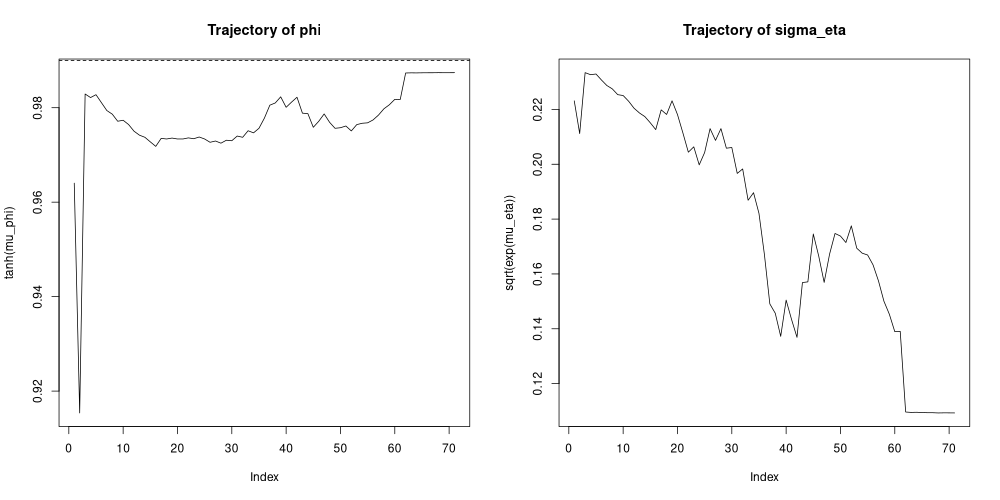 Trajectory of phi
tanh(mu_phi)
0.98
0.96
0.94
0.92
0 10 20 30 40 50 60 70
Index
Trajectory of sigma_eta
sqrt(exp(mu_eta))
0.22
0.20
0.18
0.16
0.14
0.12
0 10 20 30 40 50 60 70
Index